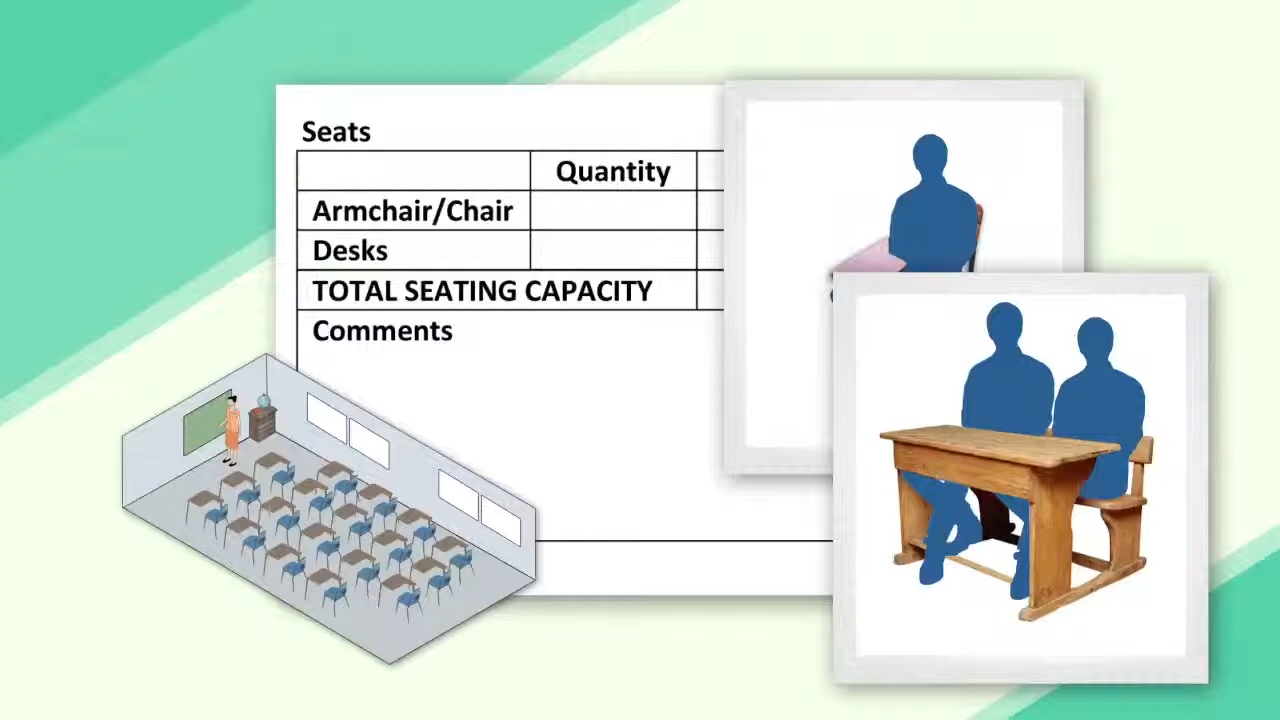 Seats
Quantity
Armchair/Chair
Desks
TOTAL SEATING CAPACITY
Comments